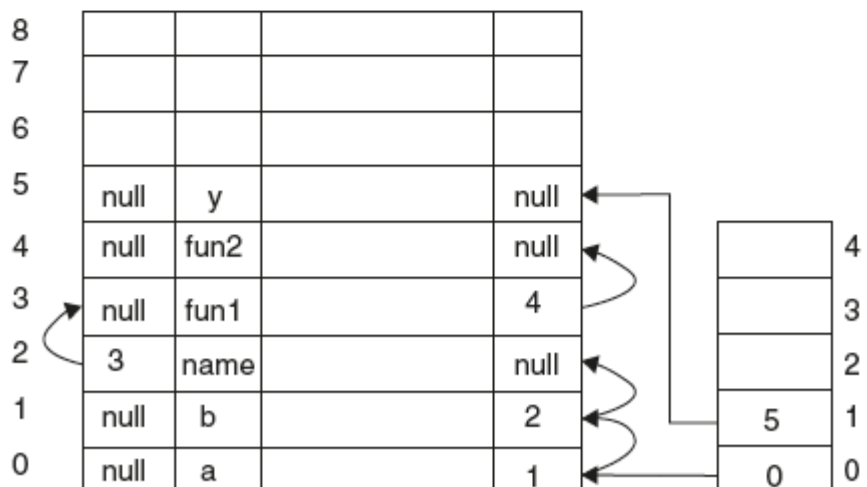 8
7
6
5 null y null
4 null fun2 null 4
3 null fun1 4 3
2 3 name null 2
1 null b 2 5 1
0 null a 1 0 0